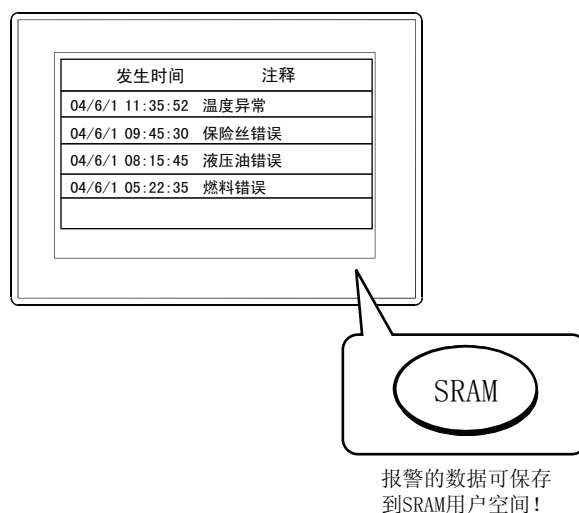 发生时间 注释
04/6/1 11:35:52 温度异常
04/6/1 09:45:30 保险丝错误
04/6/1 08:15:45 液压油错误
04/6/1 05:22:35 燃料错误
SRAM
报警的数据可保存
到SRAM用户空间！